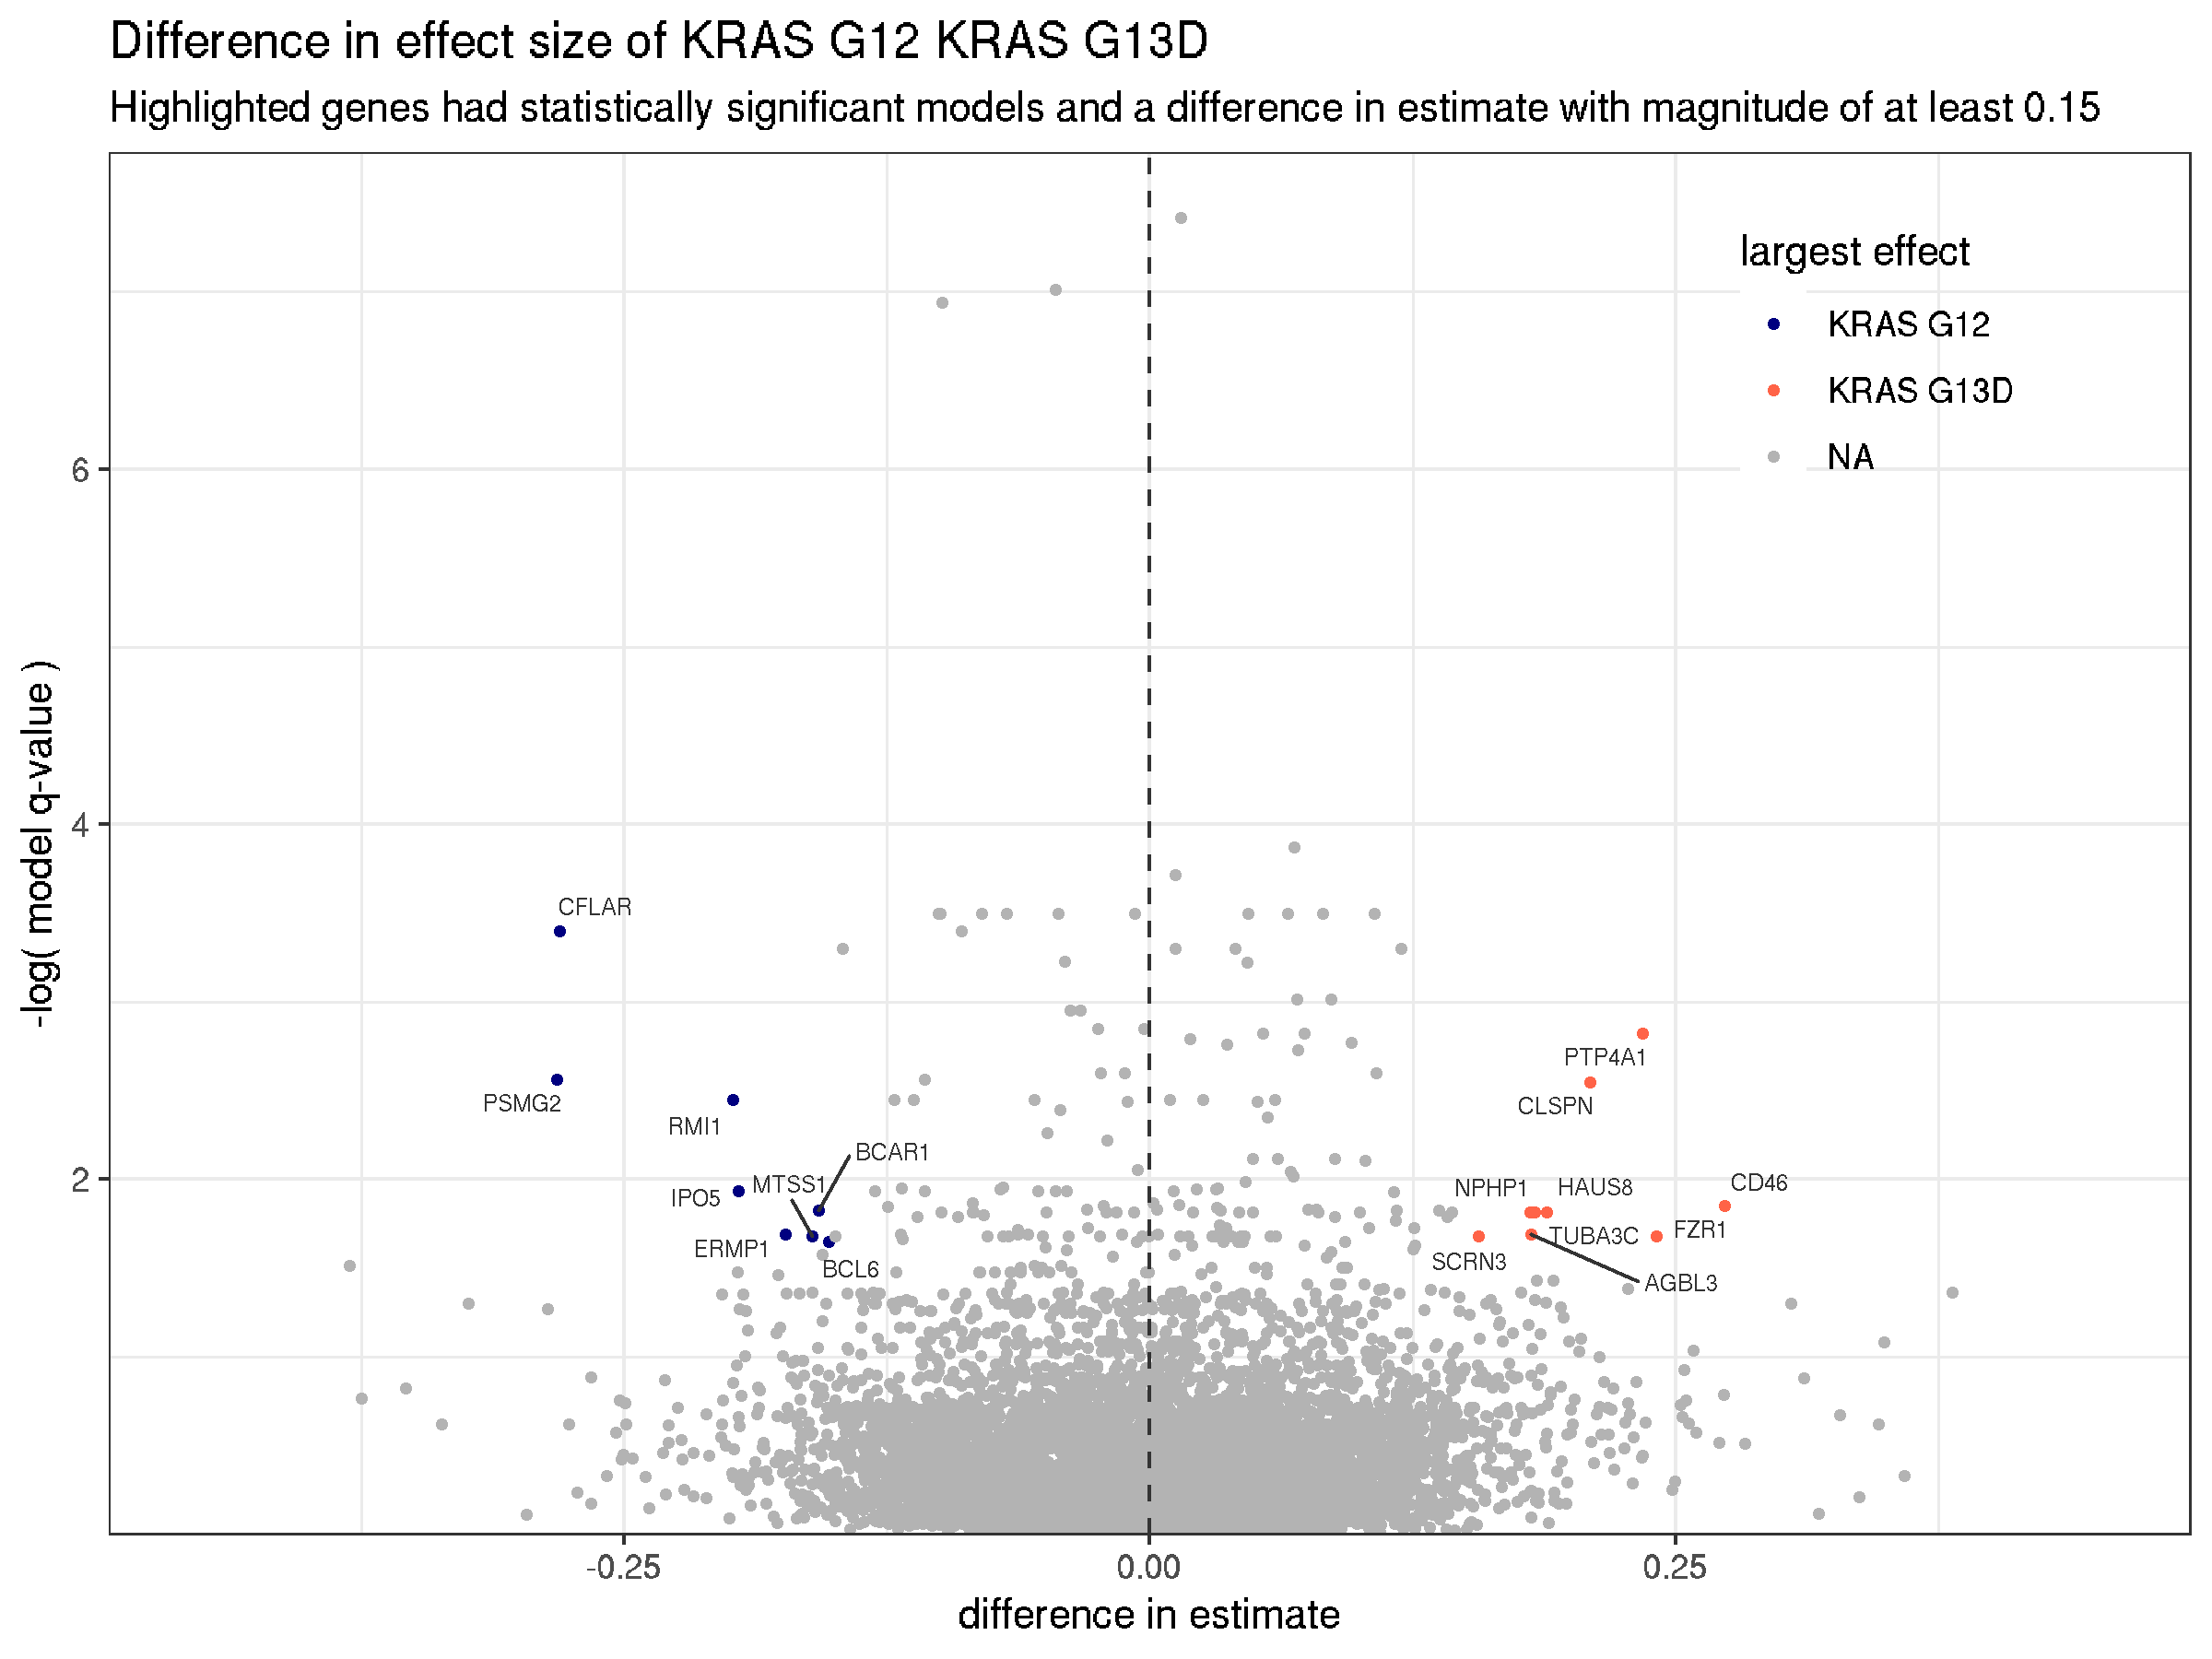 Difference in effect size of KRAS G12 KRAS G13D
Highlighted genes had statistically significant models and a difference in estimate with magnitude of at least 0.15
largest effect
KRAS G12
KRAS G13D
NA
-log( model q-value )
6
4
2
CFLAR
PSMG2
RMI1
BCAR1
MTSS1
IPO5
ERMP1
BCL6
PTP4A1
CLSPN
NPHP1
HAUS8
CD46
TUBA3C
FZR1
SCRN3
AGBL3
-0.25
0.00
0.25
difference in estimate